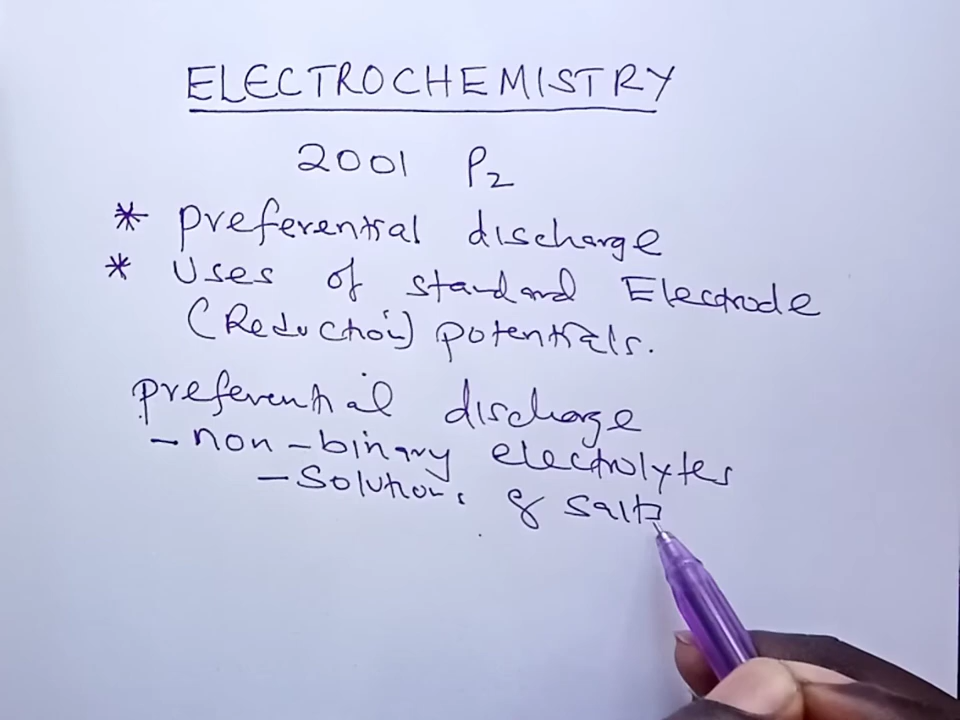 ELECTROCHEMISTRY
2001 P2
* preferential discharge
* Uses of standard Electrode
(Reduction) potentials.
preferential discharge
- non-binary electrolytes
- Solutions of salts